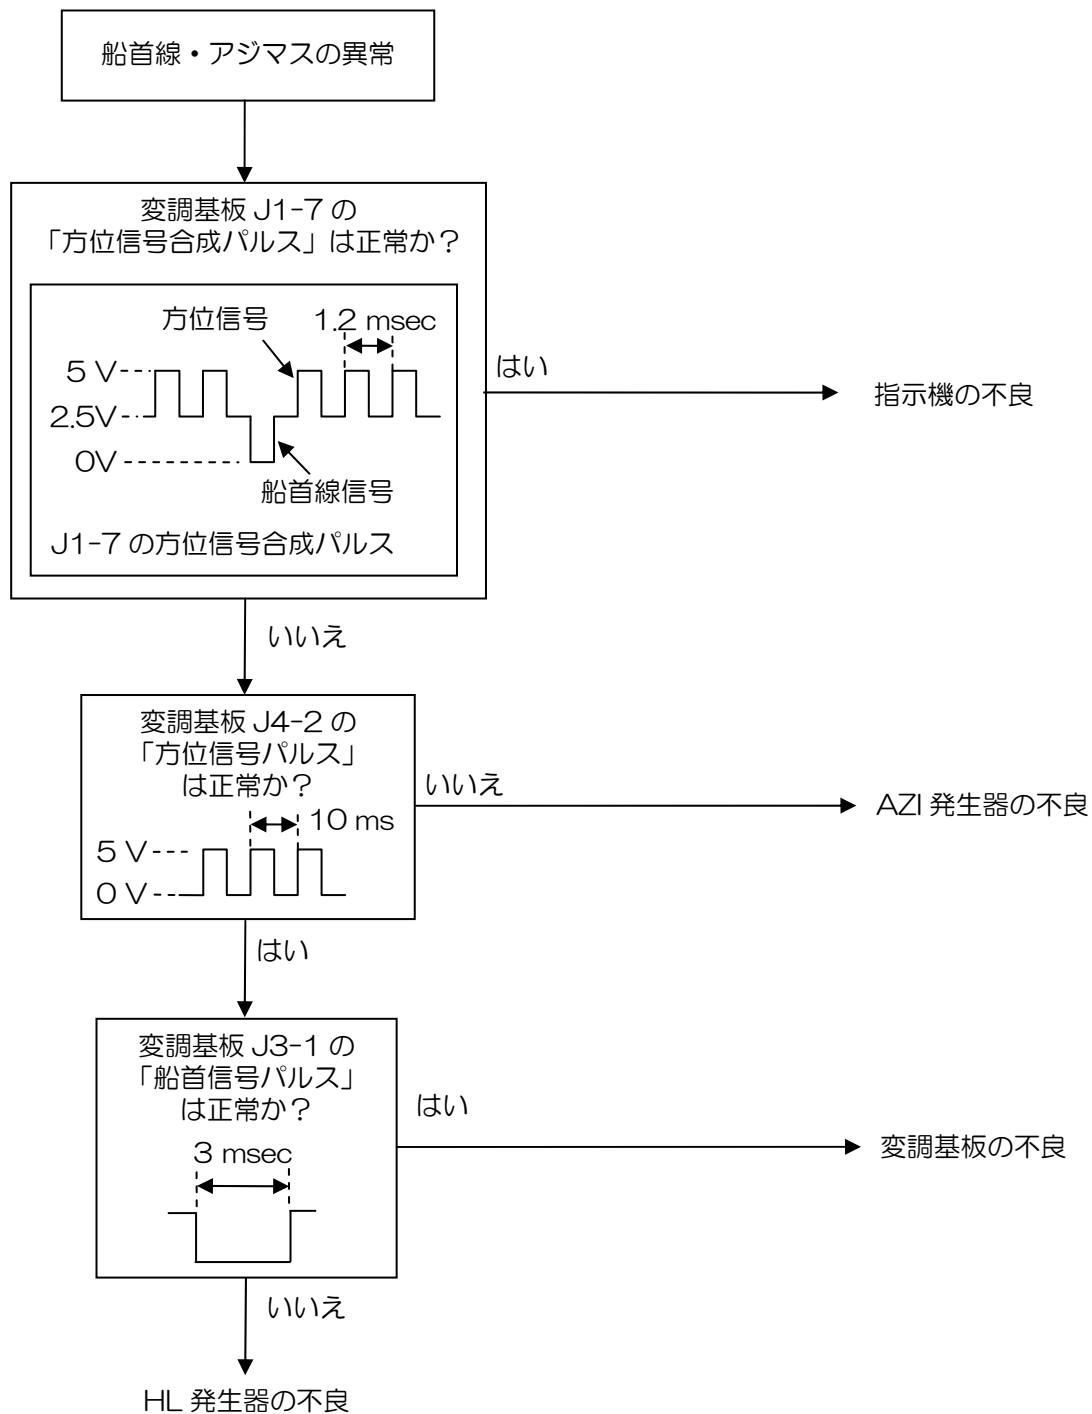 船首線・アジマスの異常
変調基板 J1-7 の
「方位信号合成パルス」は正常か？
方位信号
1.2 msec
5 V
2.5V
0V
船首線信号
J1-7 の方位信号合成パルス
はい
指示機の不良
いいえ
変調基板 J4-2 の
「方位信号パルス」
は正常か？
10 ms
5 V
0 V
いいえ
AZI 発生器の不良
はい
変調基板 J3-1 の
「船首信号パルス」
は正常か？
3 msec
はい
変調基板の不良
いいえ
HL 発生器の不良